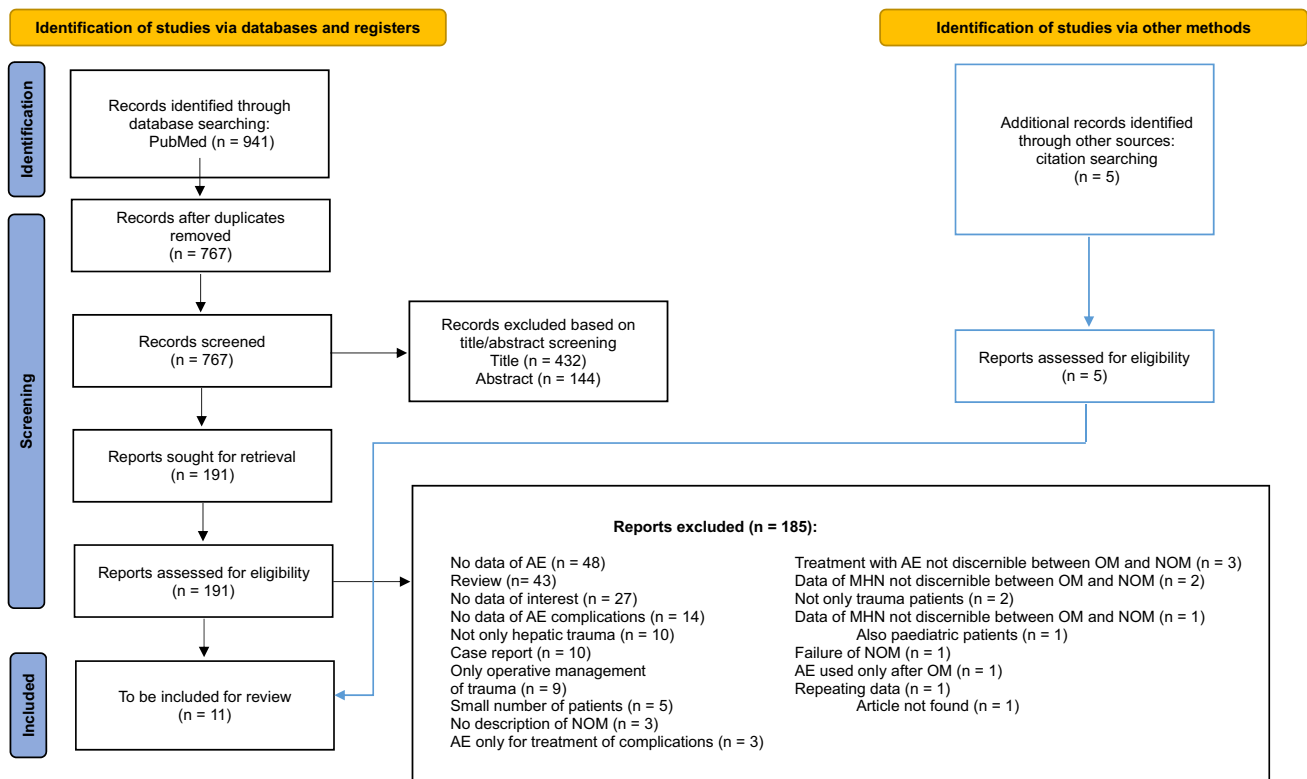 Identification of studies via databases and registers
Identification of studies via other methods
Identification
Records identified through
database searching:
PubMed (n = 941)
Additional records identified
through other sources:
citation searching
(n = 5)
Screening
Records after duplicates
removed
(n = 767)
Records screened
(n = 767)
Records excluded based on
title/abstract screening
Title (n = 432)
Abstract (n = 144)
Reports assessed for eligibility
(n = 5)
Reports sought for retrieval
(n = 191)
Reports assessed for eligibility
(n = 191)
Reports excluded (n = 185):
No data of AE (n = 48)
Review (n= 43)
No data of interest (n = 27)
No data of AE complications (n = 14)
Not only hepatic trauma (n = 10)
Case report (n = 10)
Only operative management
of trauma (n = 9)
Small number of patients (n = 5)
No description of NOM (n = 3)
AE only for treatment of complications (n = 3)
Treatment with AE not discernible between OM and NOM (n = 3)
Data of MHN not discernible between OM and NOM (n = 2)
Not only trauma patients (n = 2)
Data of MHN not discernible between OM and NOM (n = 1)
Also paediatric patients (n = 1)
Failure of NOM (n = 1)
AE used only after OM (n = 1)
Repeating data (n = 1)
Article not found (n = 1)
Included
To be included for review
(n = 11)